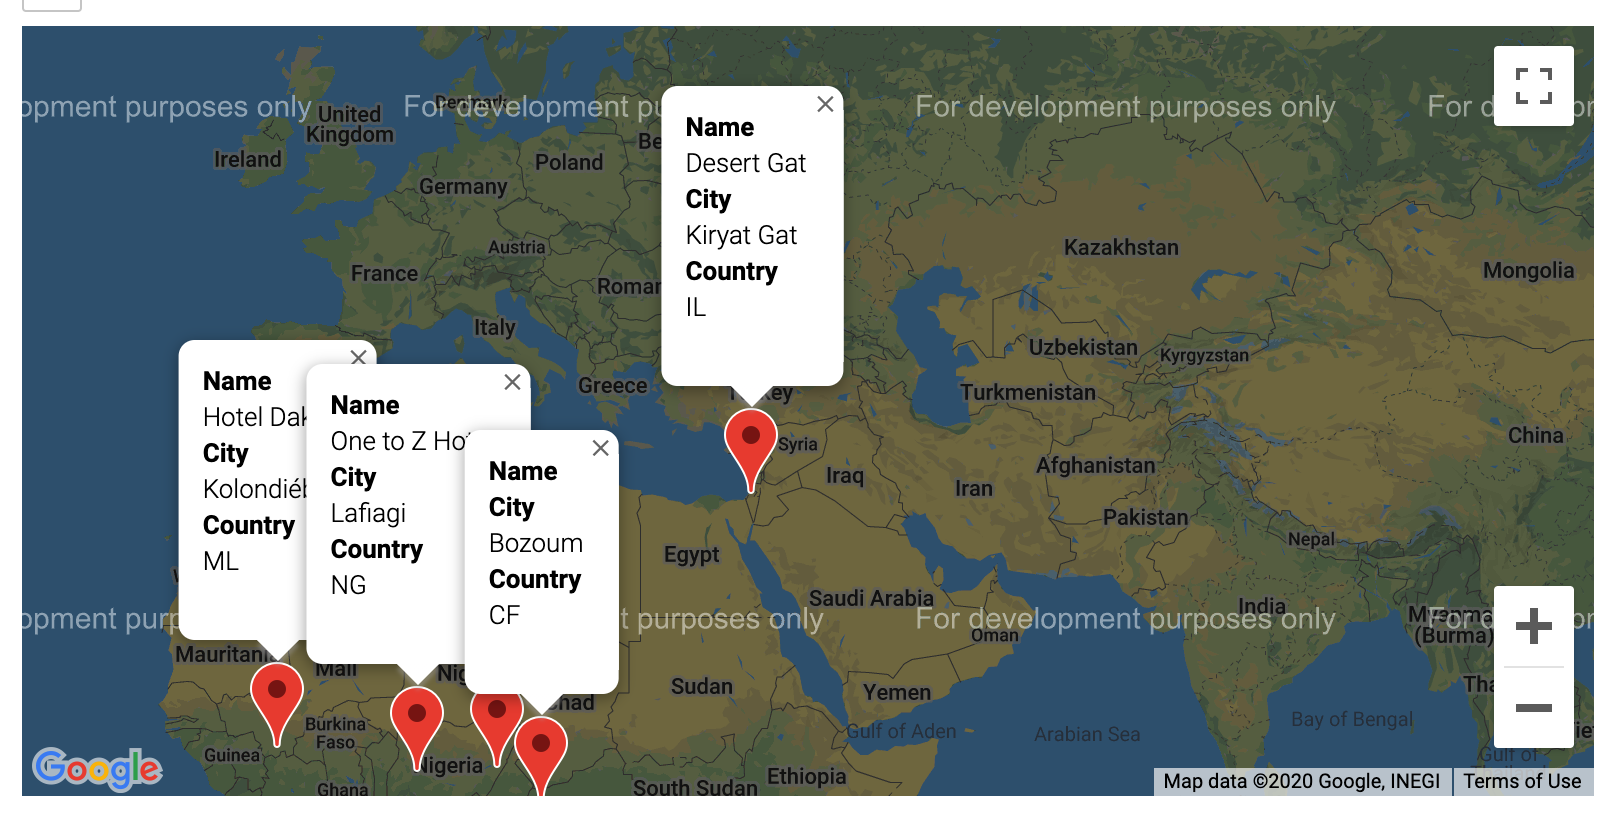 opment purposes only
For development pu
For development purposes only
For d
Denmark
United
Kingdom
Ireland
Poland
Germany
Austria
France
Italy
Greece
Kazakhstan
Mongolia
Uzbekistan
Kyrgyzstan
Turkmenistan
Syria
China
Iraq
Iran
Afghanistan
Pakistan
Egypt
Nepal
Saudi Arabia
India
Oman
Name
Desert Gat
City
Kiryat Gat
Country
IL
Name
Hotel Dak
City
Kolondiéb
Country
ML
Name
One to Z Hot
City
Lafiagi
Country
NG
Name
City
Bozoum
Country
CF
opment purp
t purposes only
For development purposes only
Myanma
(Burma)
Mauritania
Mali
Nig
Chad
Sudan
Yemen
Gulf of Aden
Arabian Sea
Bay of Bengal
Tha
Burkina
Faso
Guinea
Nigeria
Ghana
South Sudan
Ethiopia
Gulf of
Google
Map data ©2020 Google, INEGI
Terms of Use